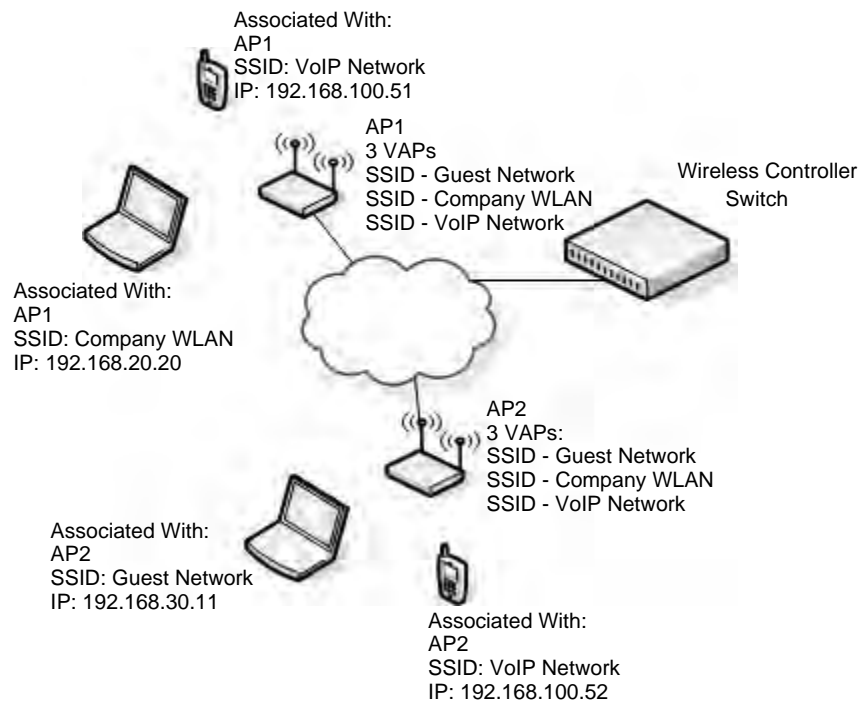 Associated With:
AP1
SSID: VoIP Network
IP: 192.168.100.51
AP1
3 VAPs
SSID - Guest Network
SSID - Company WLAN
SSID - VoIP Network
Wireless Controller
Switch
Associated With:
AP1
SSID: Company WLAN
IP: 192.168.20.20
AP2
3 VAPs:
SSID - Guest Network
SSID - Company WLAN
SSID - VoIP Network
Associated With:
AP2
SSID: Guest Network
IP: 192.168.30.11
Associated With:
AP2
SSID: VoIP Network
IP: 192.168.100.52